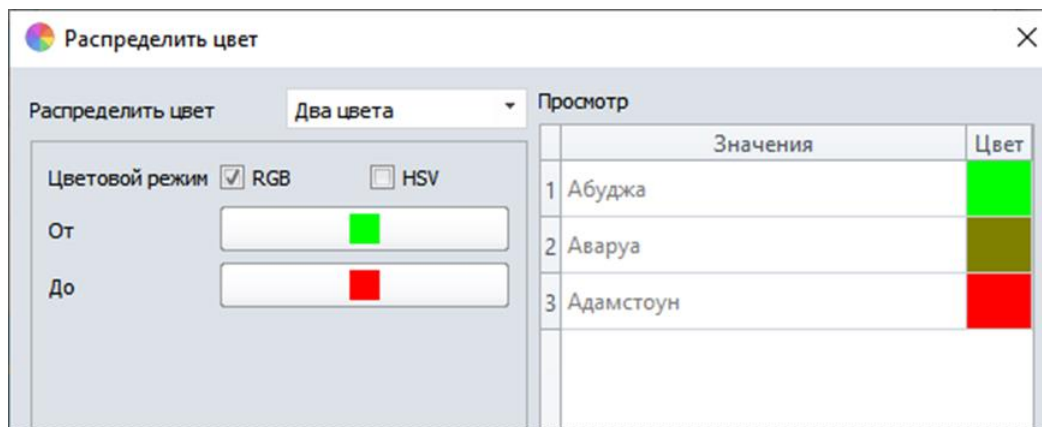 Распределить цвет
Распределить цвет Два цвета
Цветовой режим RGB HSV
От
До
Просмотр
Значения Цвет
1 Абуджа
2 Аваруа
3 Адамстоун